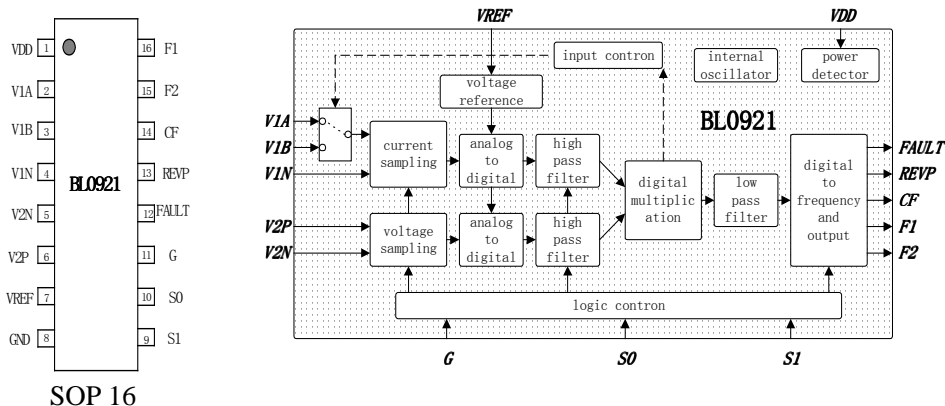 VDD 1
V1A 2
V1B 3
V1N 4
V2N 5
V2P 6
VREF 7
GND 8
BL0921
16 F1
15 F2
14 CF
13 REVP
12 FAULT
11 G
10 S0
9 S1
SOP 16
VREF
VDD
input contron
internal
oscillator
power
detector
voltage
reference
BL0921
V1A
V1B
V1N
V2P
V2N
current
sampling
analog
to
digital
high
pass
filter
voltage
sampling
analog
to
digital
high
pass
filter
digital
multiplic
ation
low
pass
filter
digital
to
frequency
and
output
FAULT
REVP
CF
F1
F2
logic contron
G
S0
S1